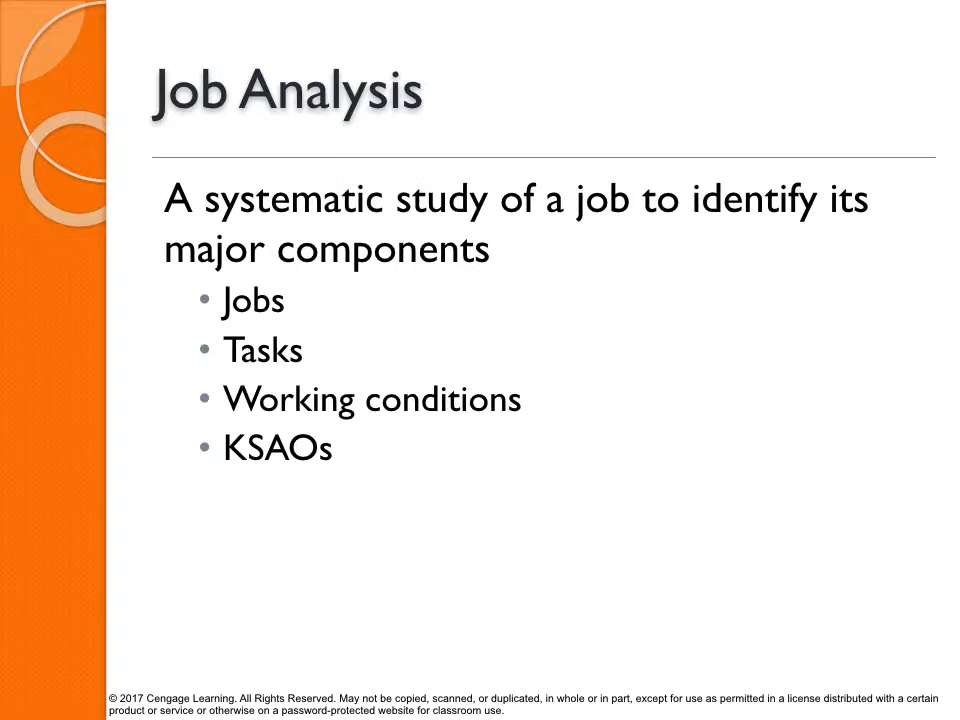 Job Analysis
A systematic study of a job to identify its
major components
• Jobs
• Tasks
• Working conditions
• KSAOs
© 2017 Cengage Learning. All Rights Reserved. May not be copied, scanned, or duplicated, in whole or in part, except for use as permitted in a license distributed with a certain
product or service or otherwise on a password-protected website for classroom use.